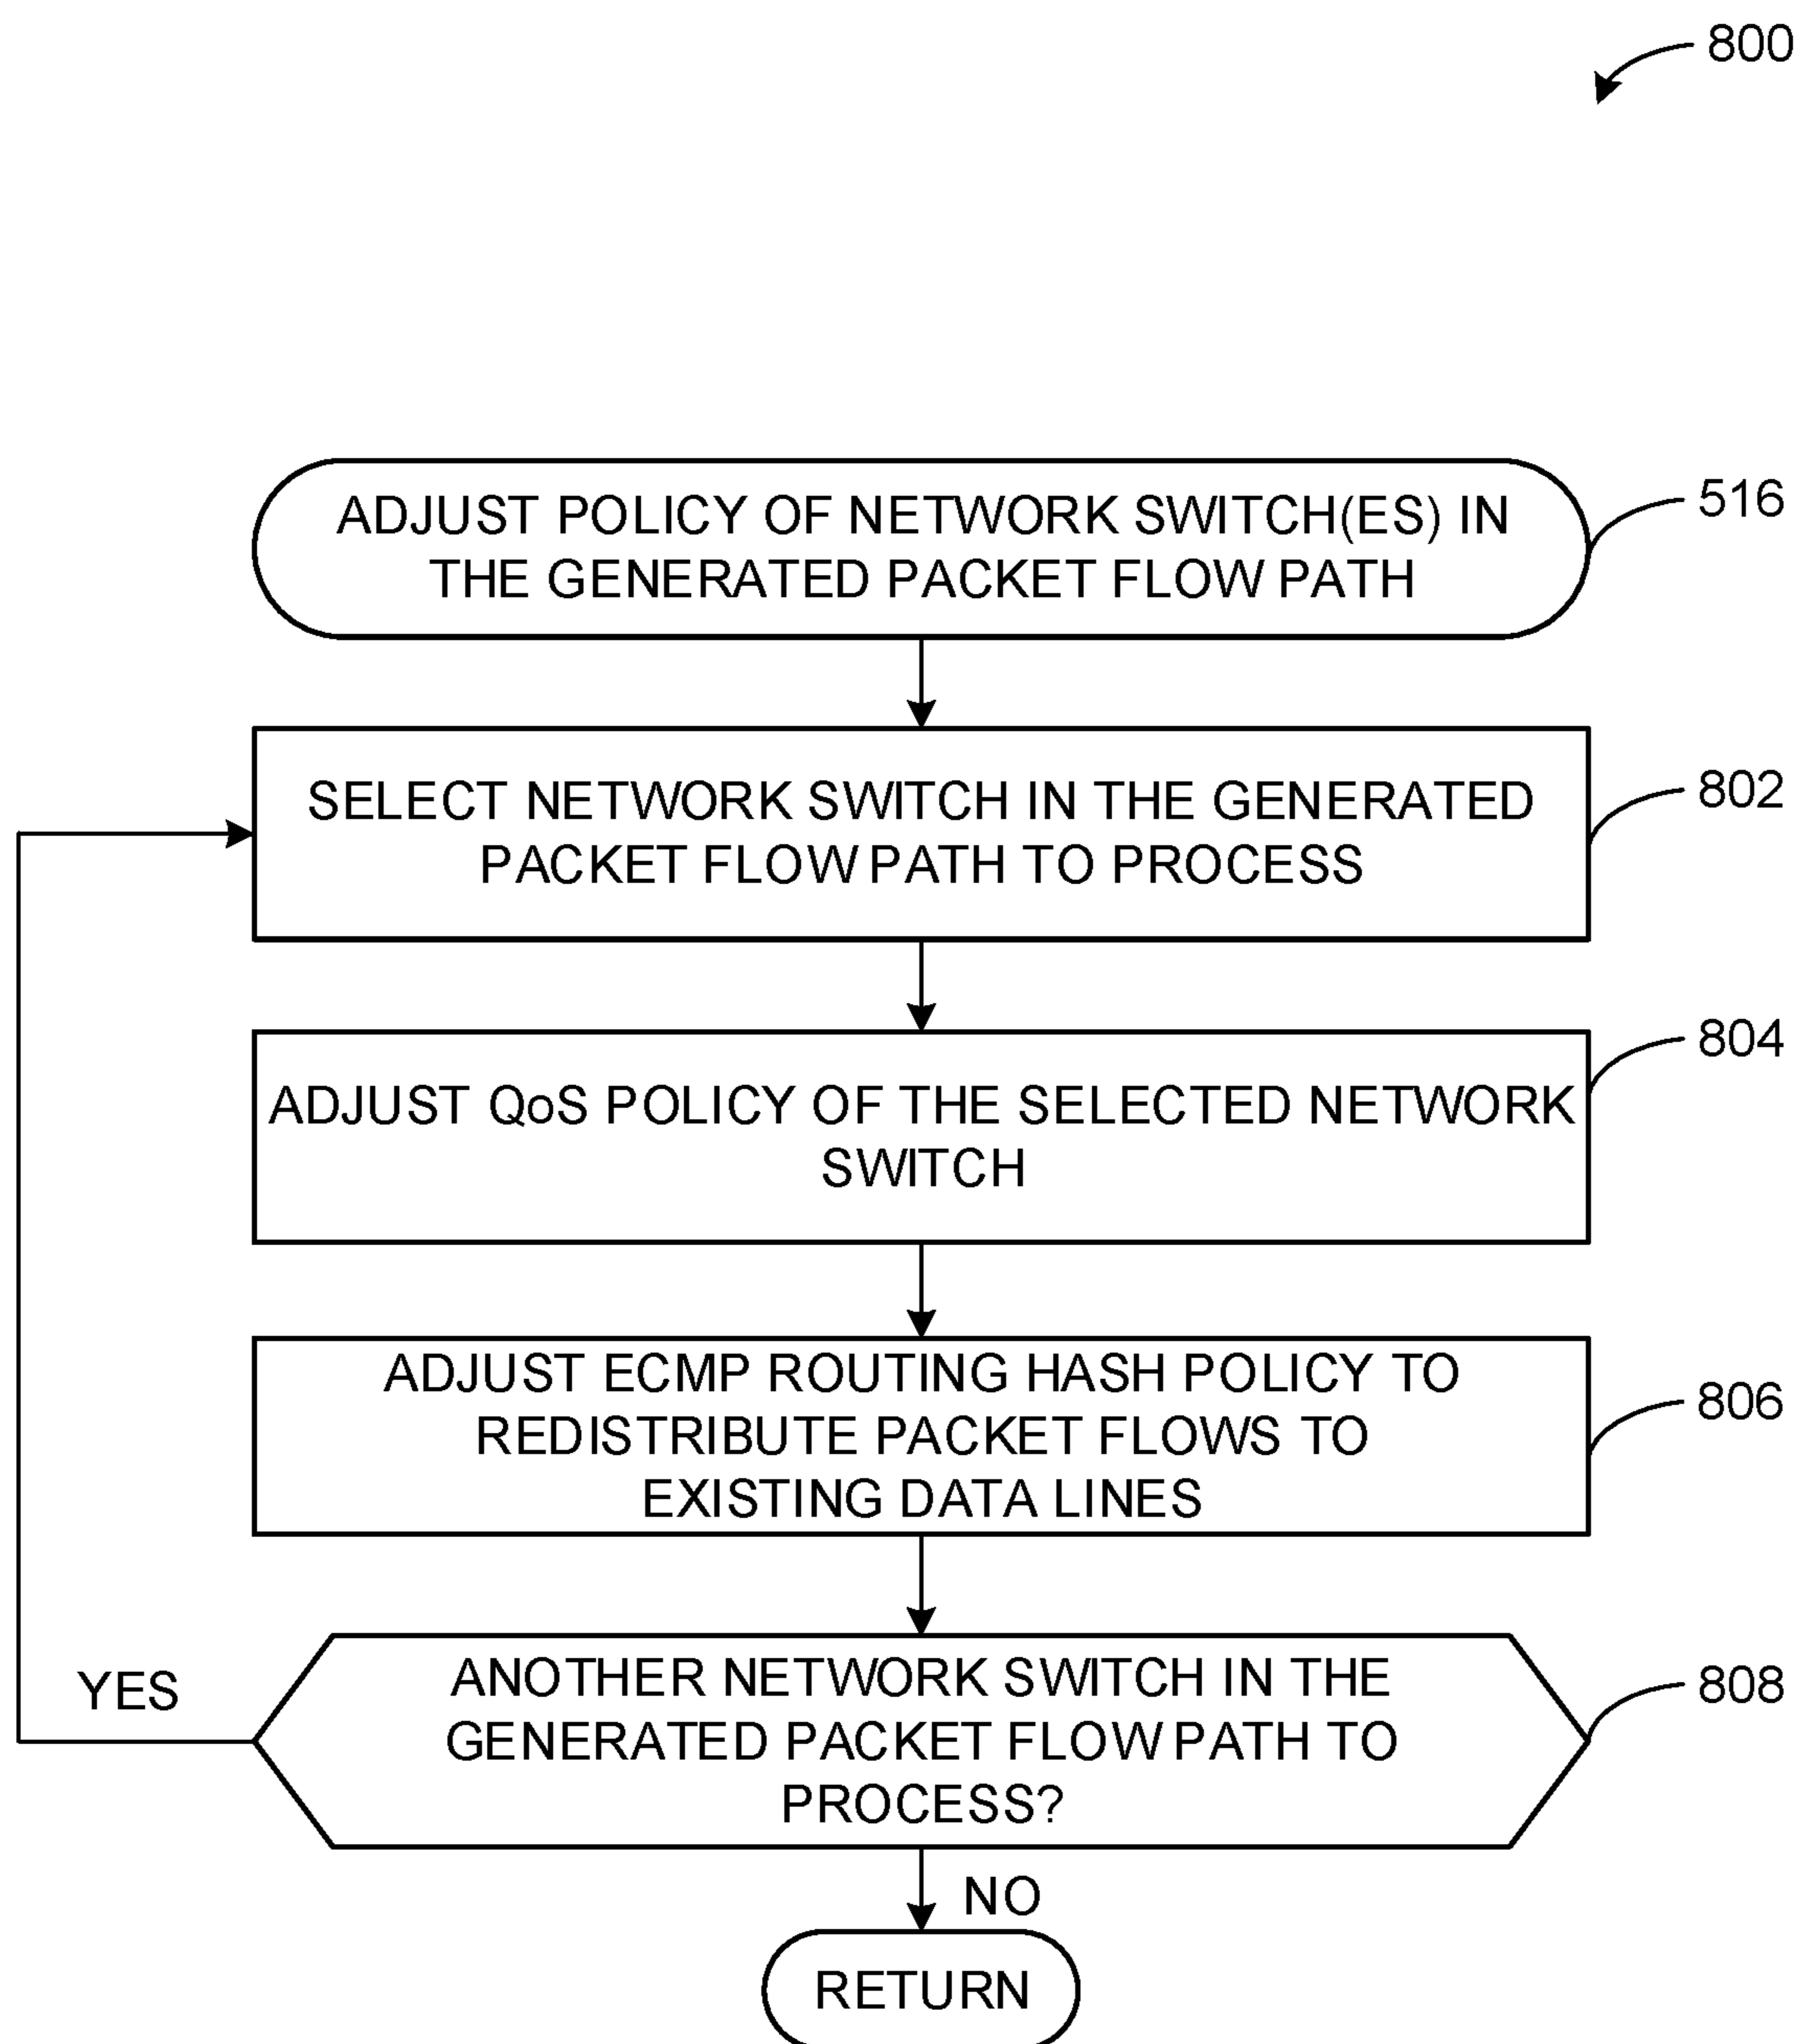 800
ADJUST POLICY OF NETWORK SWITCH(ES) IN
THE GENERATED PACKET FLOW PATH
516
SELECT NETWORK SWITCH IN THE GENERATED
PACKET FLOW PATH TO PROCESS
802
ADJUST QoS POLICY OF THE SELECTED NETWORK
SWITCH
804
ADJUST ECMP ROUTING HASH POLICY TO
REDISTRIBUTE PACKET FLOWS TO
EXISTING DATA LINES
806
ANOTHER NETWORK SWITCH IN THE
GENERATED PACKET FLOW PATH TO
PROCESS?
808
YES
NO
RETURN